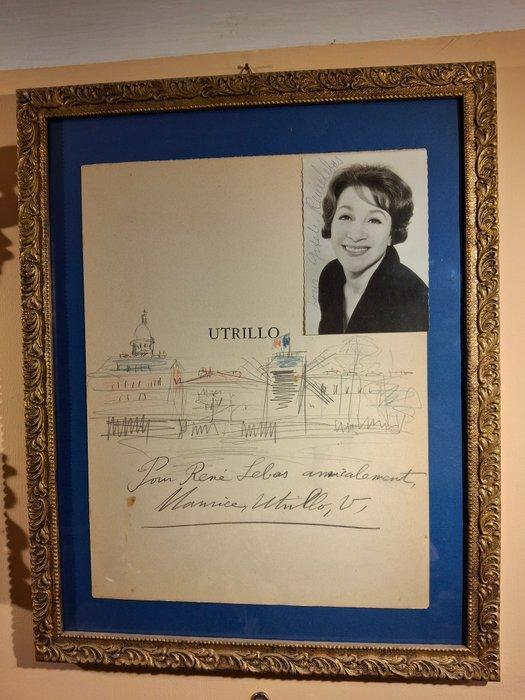 UTRILLO
Pour René Lebas amicalement,
Maurice, Utrillo, V,